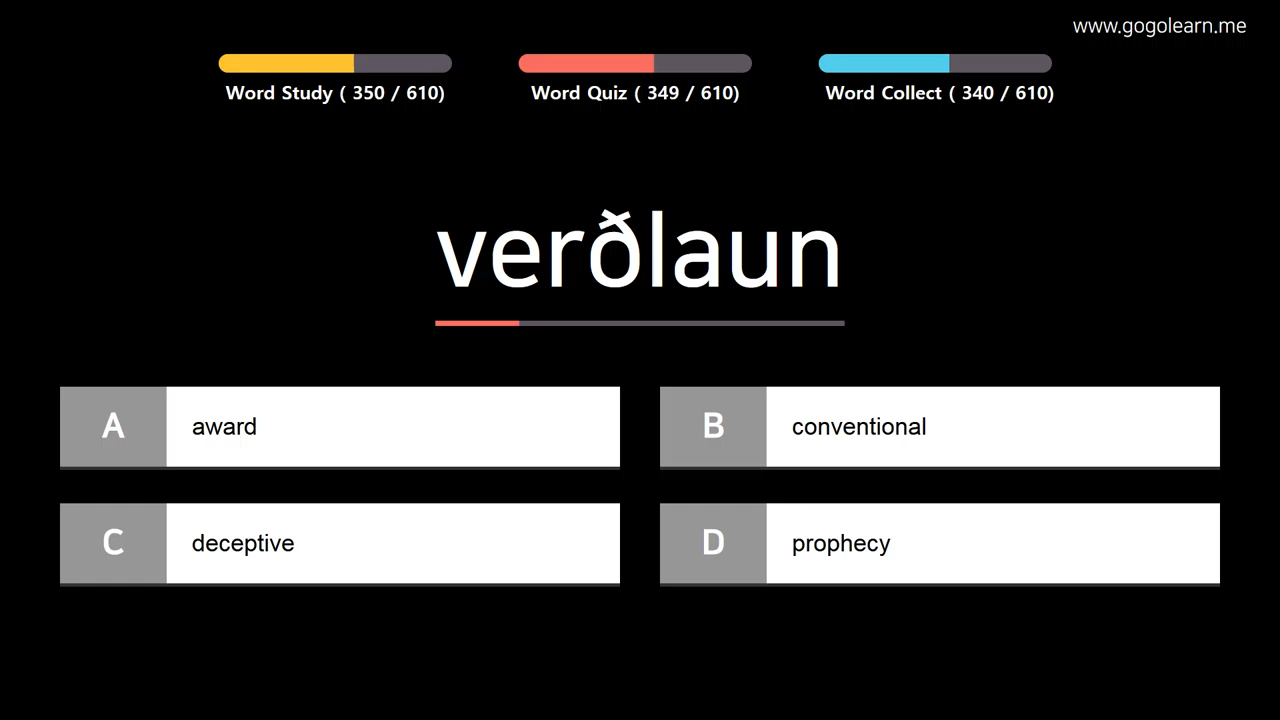 www.gogolearn.me
Word Study ( 350 / 610)
Word Quiz ( 349 / 610)
Word Collect ( 340 / 610)
verðlaun
A award
B conventional
C deceptive
D prophecy